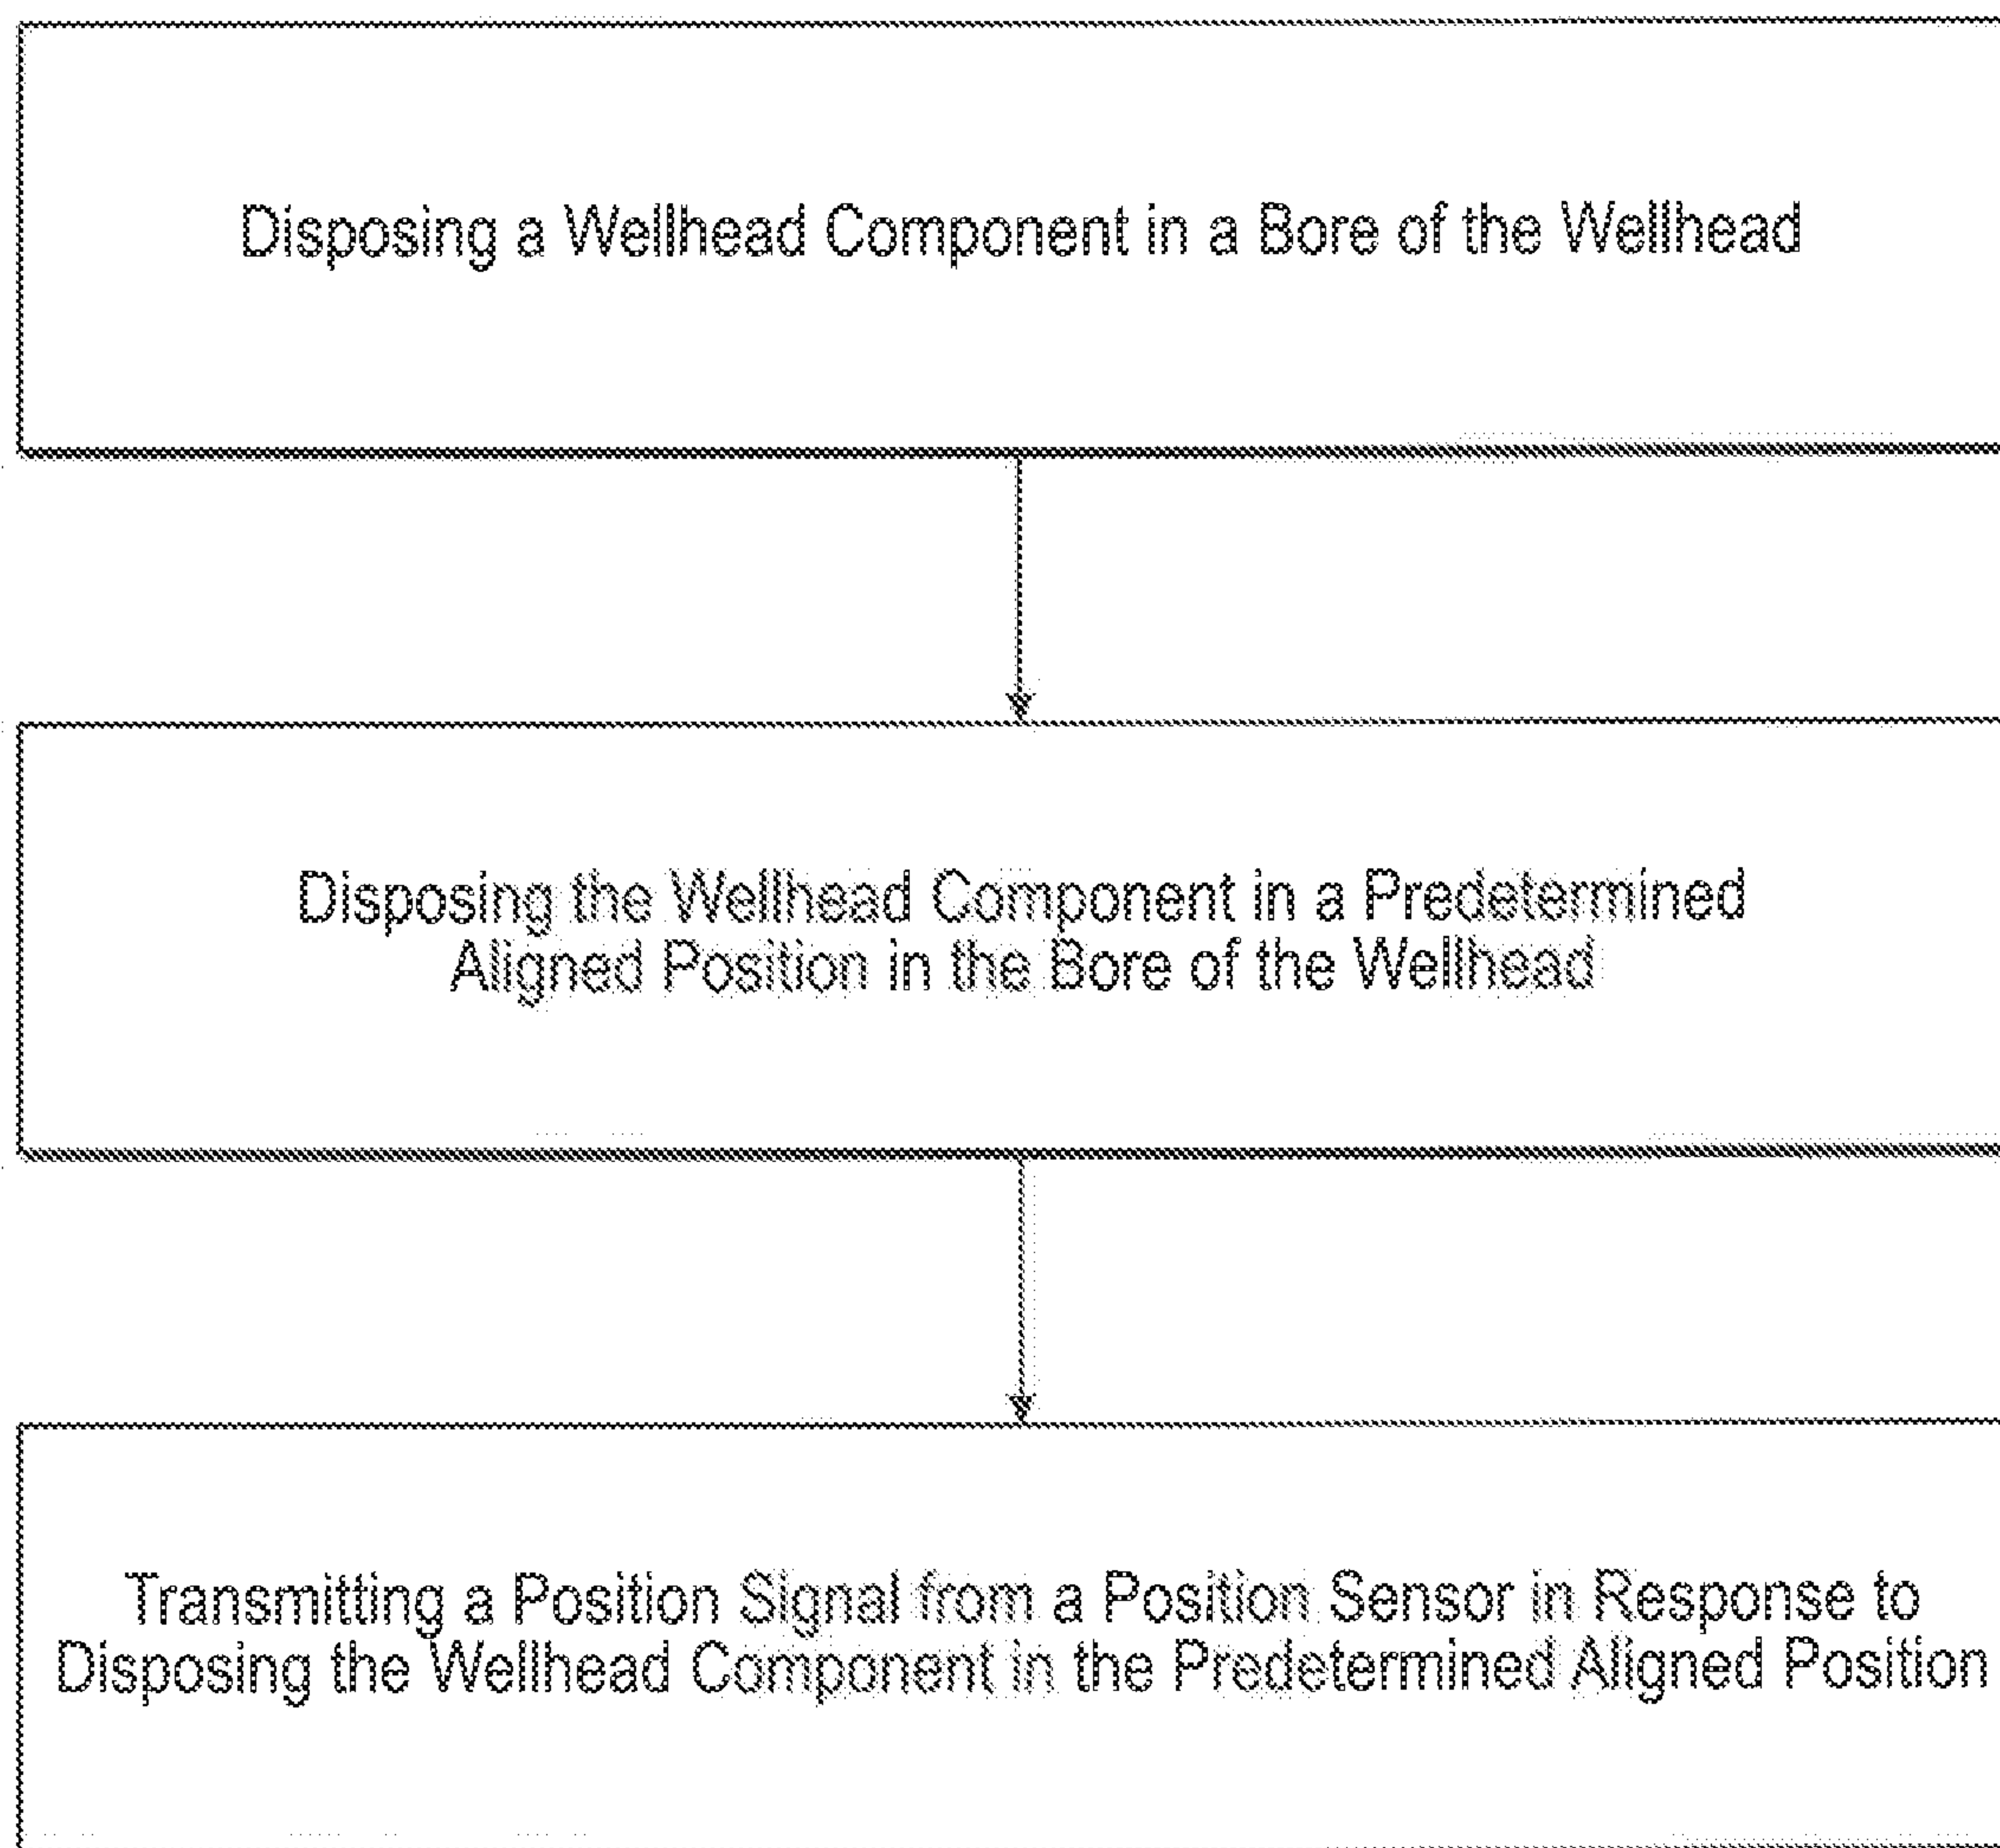 Disposing a Wellhead Component in a Bore of the Wellhead
Disposing the Wellhead Component in a Predetermined
Aligned Position in the Bore of the Wellhead
Transmitting a Position Signal from a Position Sensor in Response to
Disposing the Wellhead Component in the Predetermined Aligned Position